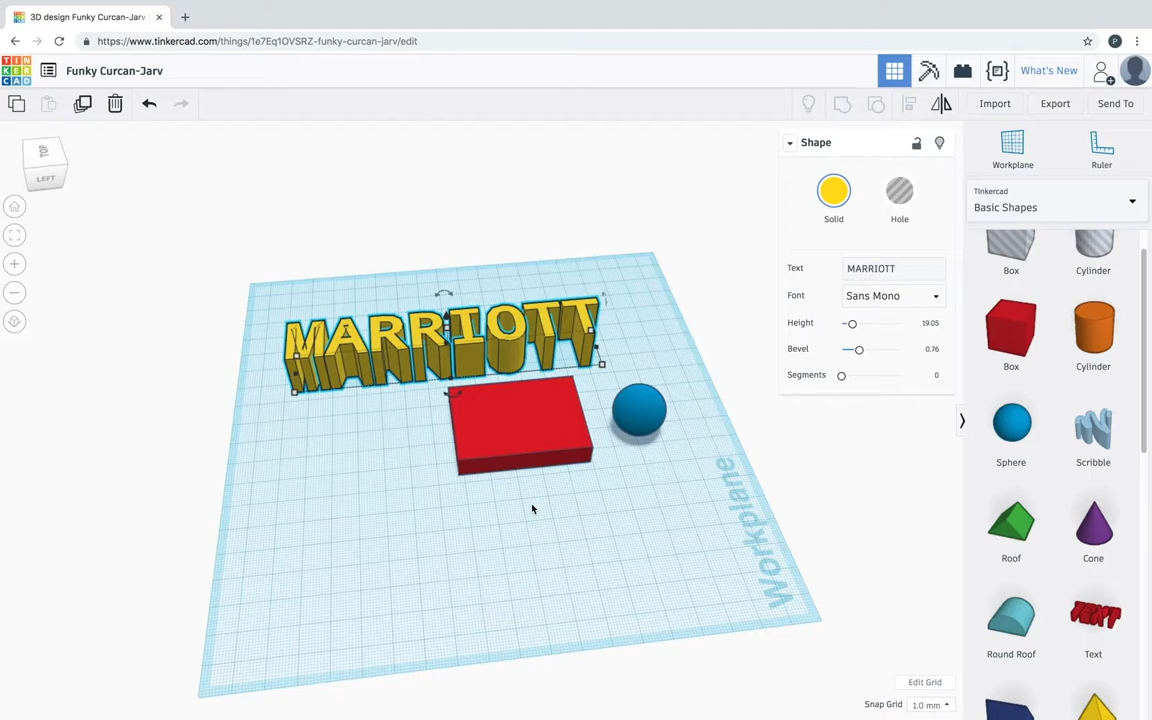 3D design Funky Curcan-Jarv
https://www.tinkercad.com/things/1e7Eq1OVSRZ-funky-curcan-jarv/edit
P
TIN
KER
CAD
Funky Curcan-Jarv
What's New
Import
Export
Send To
TOP
LEFT
Shape
Solid
Hole
Text
MARRIOTT
Font
Sans Mono
Height
19.05
Bevel
0.76
Segments
0
Workplane
Ruler
Tinkercad
Basic Shapes
Box
Cylinder
Box
Cylinder
Sphere
Scribble
Roof
Cone
TEXT
Round Roof
Text
MARRIOTT
Workplane
Edit Grid
Snap Grid
1.0 mm